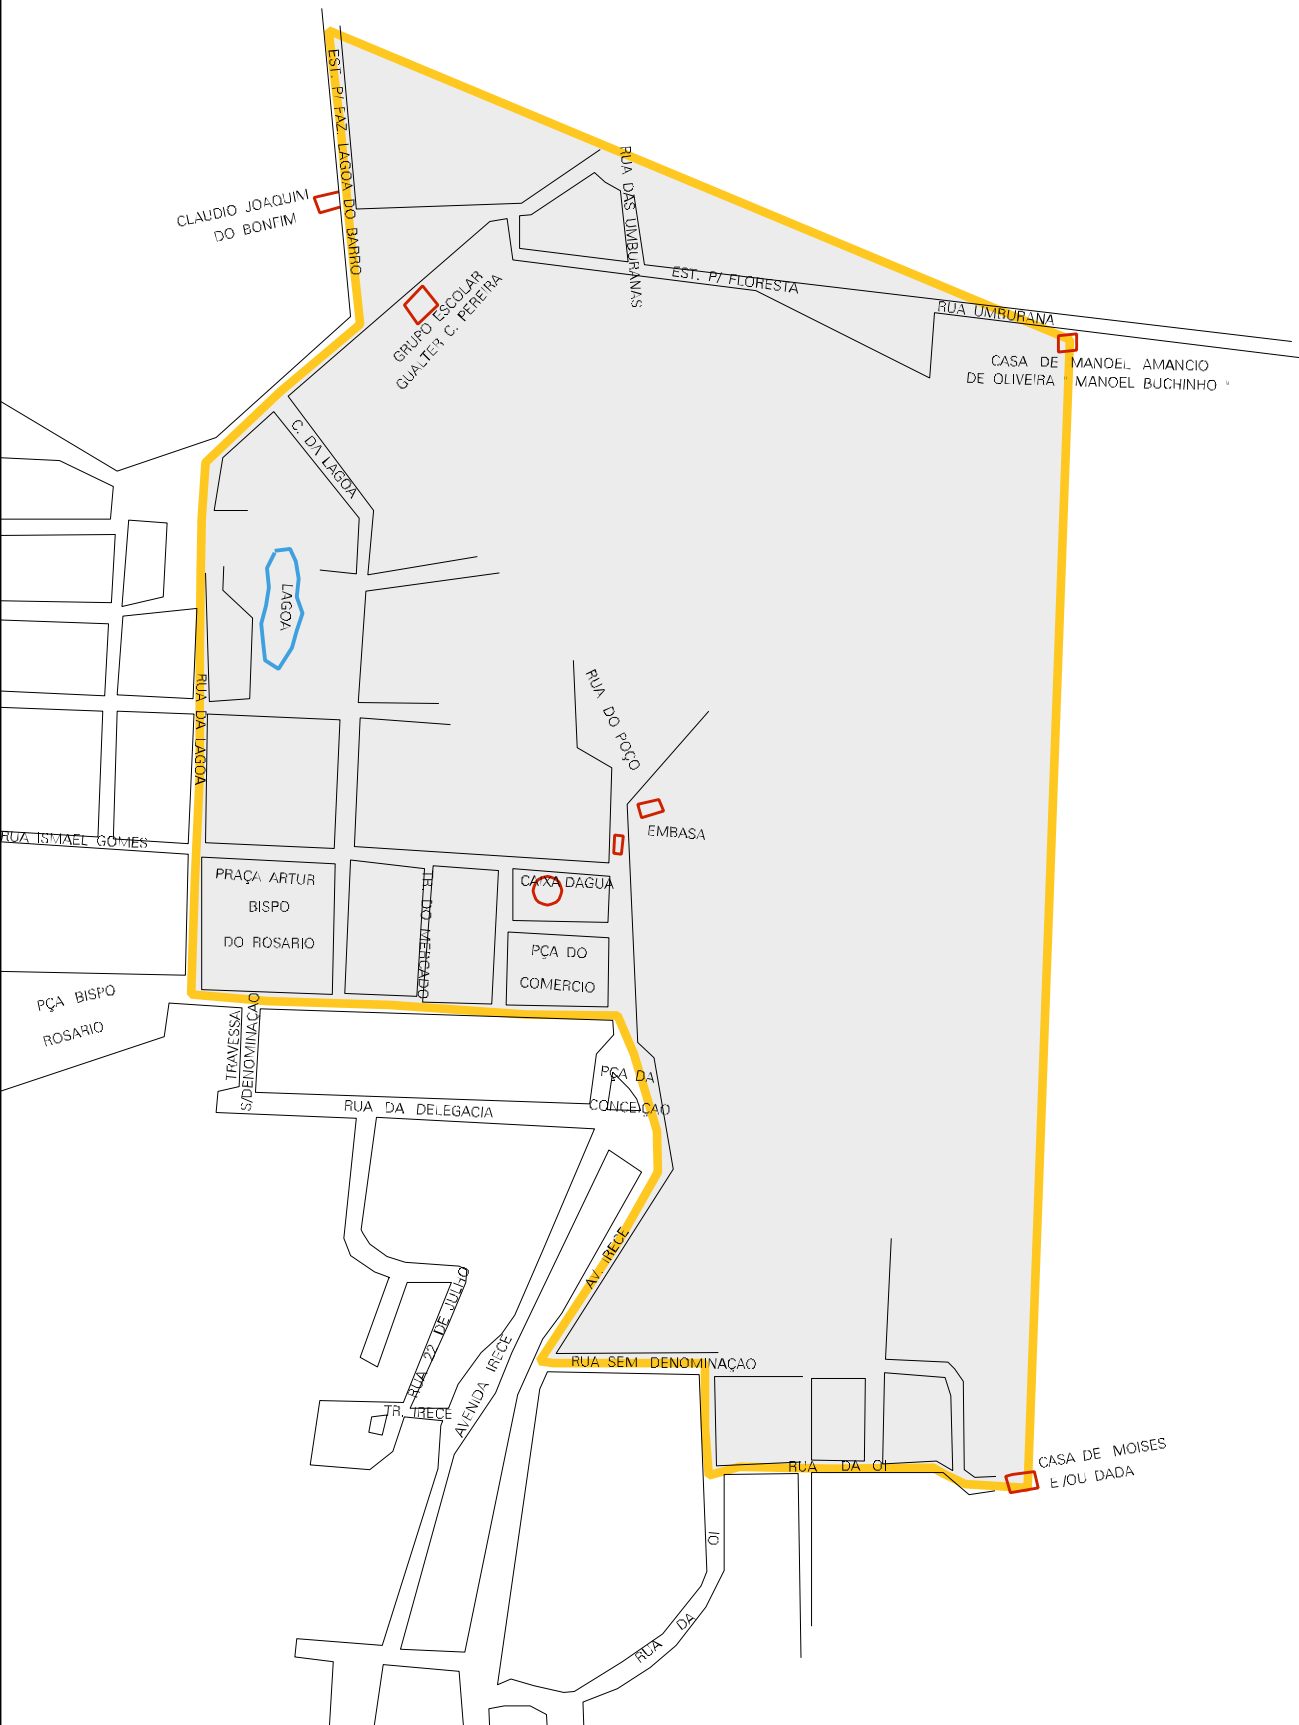 EST. P/ FAZ. LAGOA DO BARRO
RUA DAS UMBURANAS
CLAUDIO JOAQUIM
DO BONFIM
EST. P/ FLORESTA
RUA UMBURANA
GRUPO ESCOLAR
GUALTER C. PEREIRA
CASA DE MANOEL AMANCIO
DE OLIVEIRA " MANOEL BUCHINHO "
C. DA LAGOA
LAGOA
RUA DA LAGOA
RUA DO POÇO
EMBASA
RUA ISMAEL GOMES
PRAÇA ARTUR
BISPO
DO ROSARIO
TR. DO MERCADO
CAIXA DAGUA
PÇA DO
COMERCIO
PÇA BISPO
ROSARIO
TRAVESSA
S/DENOMINAÇAO
PÇA DA
CONCEIÇAO
RUA DA DELEGACIA
AV. IRECE
RUA 22 DE JULHO
AVENIDA IRECE
TR. IRECE
RUA SEM DENOMINAÇAO
RUA DA OI
CASA DE MOISES
E /OU DADA
RUA DA OI